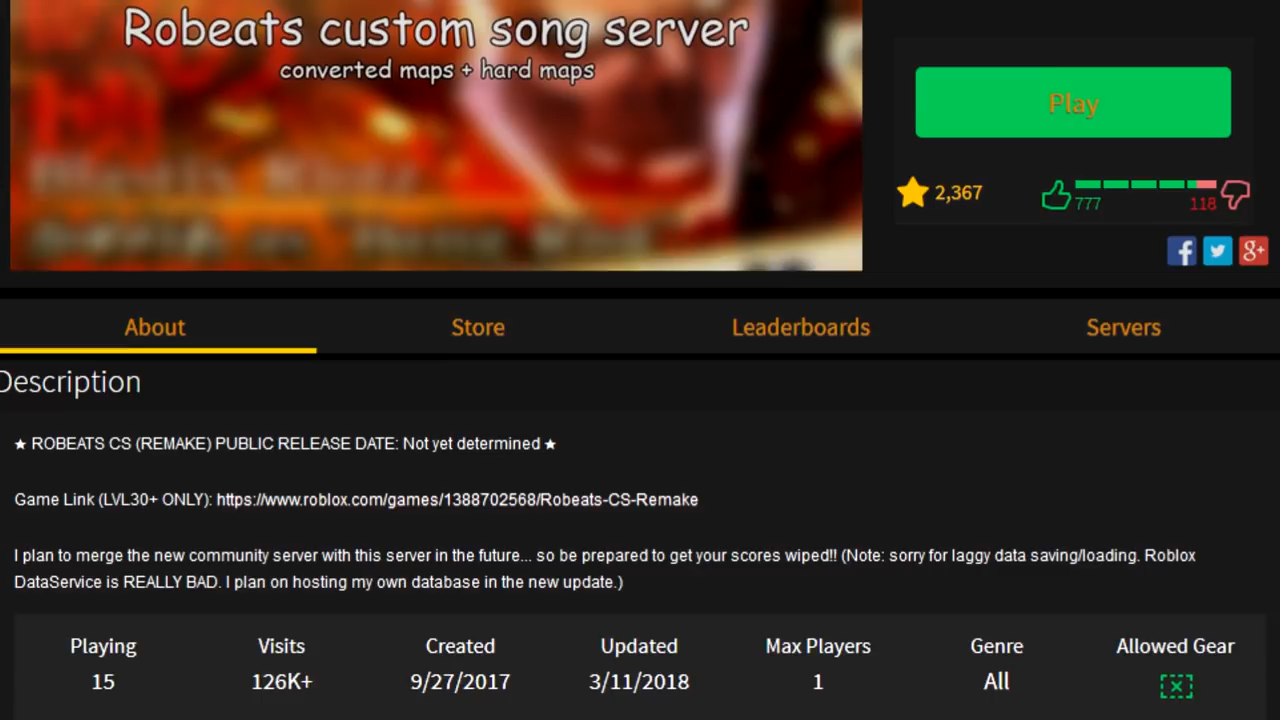 Robeats custom song server
converted maps + hard maps
Play
2,367
777
118
f
g+
About
Store
Leaderboards
Servers
Description
★ ROBEATS CS (REMAKE) PUBLIC RELEASE DATE: Not yet determined ★
Game Link (LVL30+ ONLY): https://www.roblox.com/games/1388702568/Robeats-CS-Remake
I plan to merge the new community server with this server in the future... so be prepared to get your scores wiped!! (Note: sorry for laggy data saving/loading. Roblox
DataService is REALLY BAD. I plan on hosting my own database in the new update.)
Playing
Visits
Created
Updated
Max Players
Genre
Allowed Gear
15
126K+
9/27/2017
3/11/2018
1
All